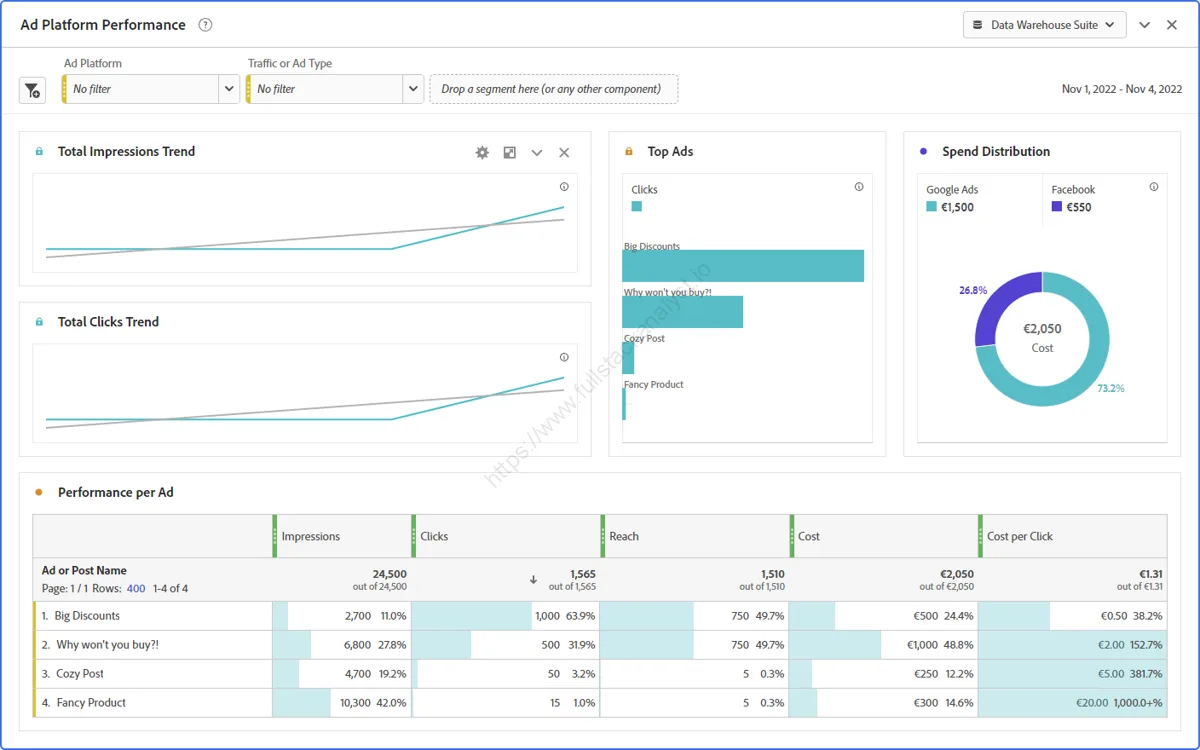 Ad Platform Performance ?
Data Warehouse Suite
Ad Platform
Traffic or Ad Type
No filter
No filter
Drop a segment here (or any other component)
Nov 1, 2022 - Nov 4, 2022
Total Impressions Trend
Total Clicks Trend
Top Ads
Clicks
Big Discounts
Why won't you buy?!
Cozy Post
Fancy Product
Spend Distribution
Google Ads
€1,500
Facebook
€550
26.8%
€2,050
Cost
73.2%
https://www.fullstackanalyst.io
Performance per Ad
Impressions Clicks Reach Cost Cost per Click
Ad or Post Name 24,500 1,565 1,510 €2,050 €1.31
Page: 1 / 1 Rows: 400 1-4 of 4 out of 24,500 out of 1,565 out of 1,510 out of €2,050 out of €1.31
1. Big Discounts 2,700 11.0% 1,000 63.9% 750 49.7% €500 24.4% €0.50 38.2%
2. Why won't you buy?! 6,800 27.8% 500 31.9% 750 49.7% €1,000 48.8% €2.00 152.7%
3. Cozy Post 4,700 19.2% 50 3.2% 5 0.3% €250 12.2% €5.00 381.7%
4. Fancy Product 10,300 42.0% 15 1.0% 5 0.3% €300 14.6% €20.00 1,000.0+%